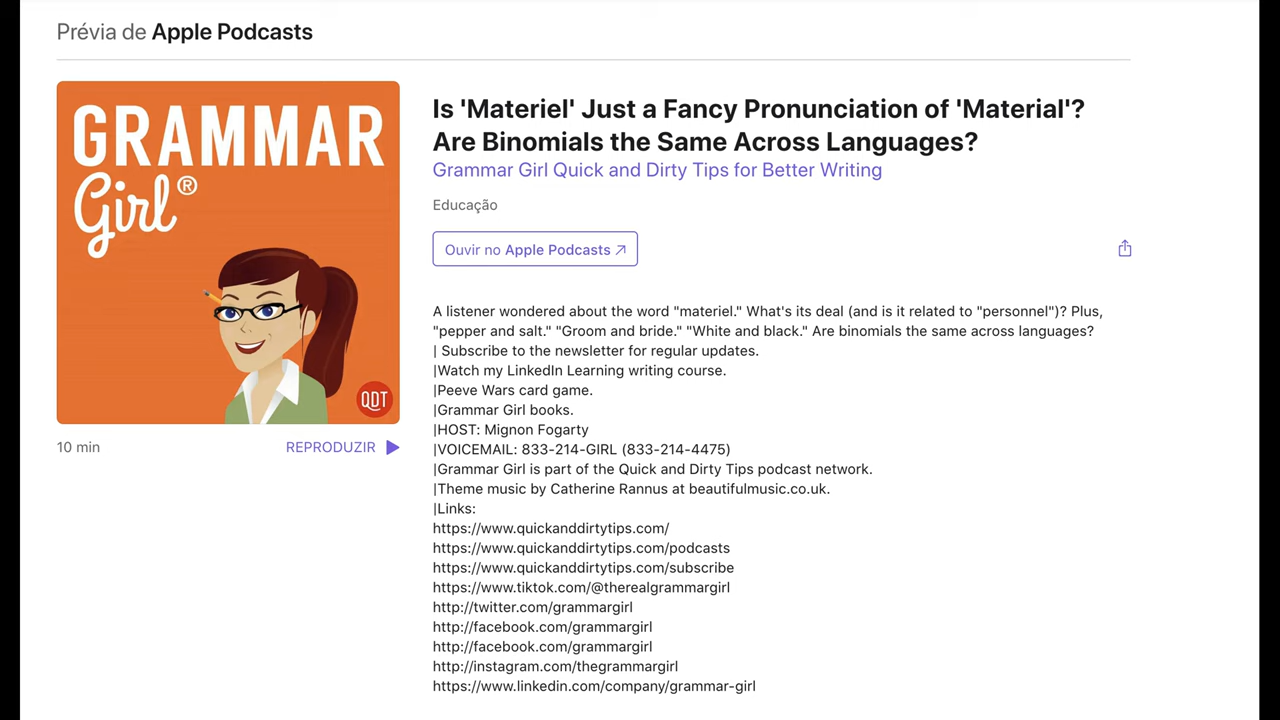 Prévia de Apple Podcasts
GRAMMAR
Girl®
QDT
10 min
REPRODUZIR
Is 'Materiel' Just a Fancy Pronunciation of 'Material'?
Are Binomials the Same Across Languages?
Grammar Girl Quick and Dirty Tips for Better Writing
Educação
Ouvir no Apple Podcasts ↗
A listener wondered about the word "materiel." What's its deal (and is it related to "personnel")? Plus,
"pepper and salt." "Groom and bride." "White and black." Are binomials the same across languages?
| Subscribe to the newsletter for regular updates.
|Watch my LinkedIn Learning writing course.
|Peeve Wars card game.
|Grammar Girl books.
|HOST: Mignon Fogarty
|VOICEMAIL: 833-214-GIRL (833-214-4475)
|Grammar Girl is part of the Quick and Dirty Tips podcast network.
|Theme music by Catherine Rannus at beautifulmusic.co.uk.
|Links:
https://www.quickanddirtytips.com/
https://www.quickanddirtytips.com/podcasts
https://www.quickanddirtytips.com/subscribe
https://www.tiktok.com/@therealgrammargirl
http://twitter.com/grammargirl
http://facebook.com/grammargirl
http://facebook.com/grammargirl
http://instagram.com/thegrammargirl
https://www.linkedin.com/company/grammar-girl